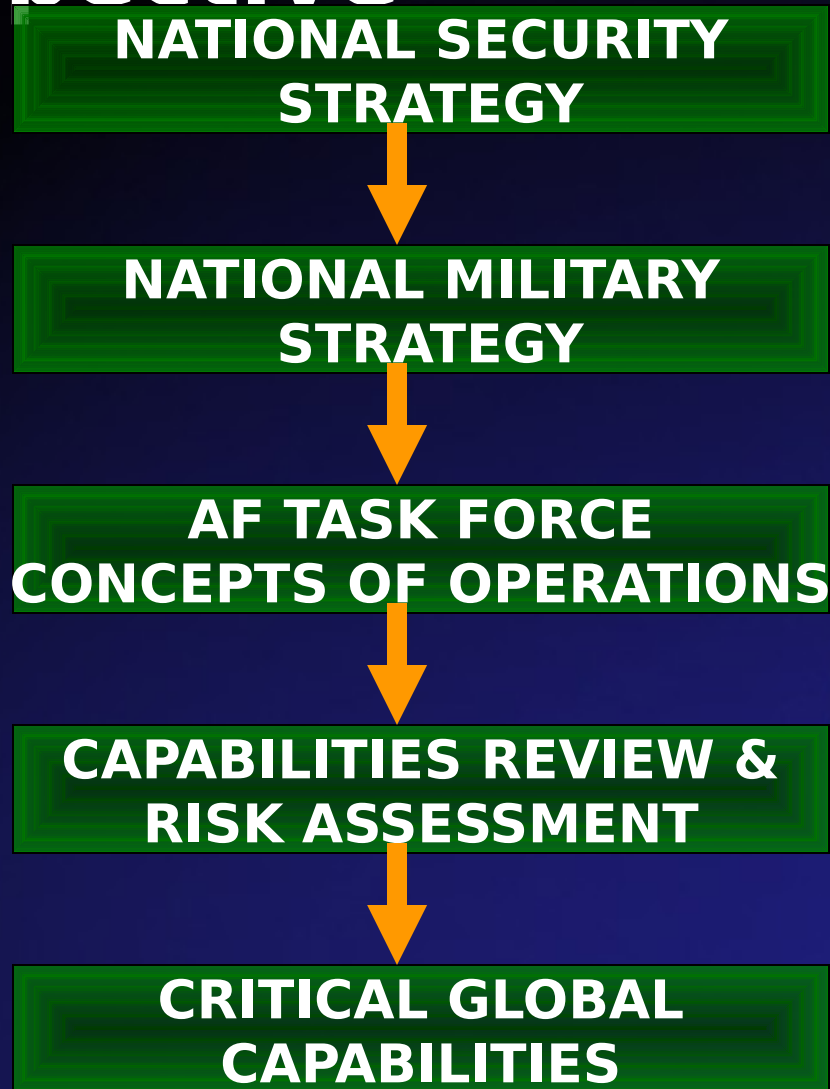 NATIONAL SECURITY
STRATEGY
NATIONAL MILITARY
STRATEGY
AF TASK FORCE
CONCEPTS OF OPERATIONS
CAPABILITIES REVIEW &
RISK ASSESSMENT
CRITICAL GLOBAL
CAPABILITIES